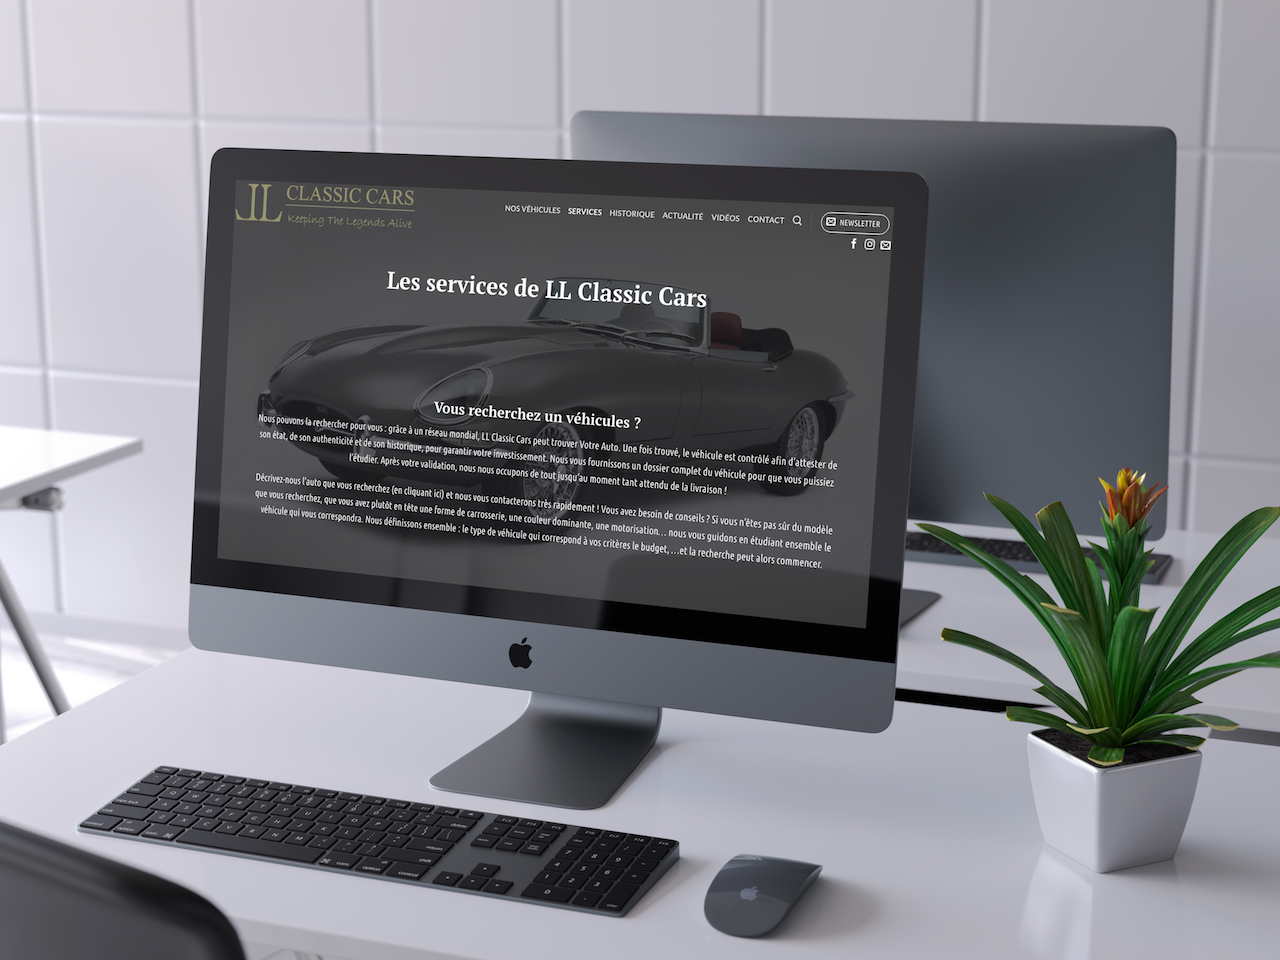 LL CLASSIC CARS
Keeping The Legends Alive
NOS VÉHICULES SERVICES HISTORIQUE ACTUALITÉ VIDÉOS CONTACT NEWSLETTER
Les services de LL Classic Cars
Vous recherchez un véhicules ?
Nous pouvons la rechercher pour vous : grâce à un réseau mondial, LL Classic Cars peut trouver Votre Auto. Une fois trouvé, le véhicule est contrôlé afin d'attester de
son état, de son authenticité et de son historique, pour garantir votre investissement. Nous vous fournissons un dossier complet du véhicule pour que vous puissiez
l'étudier. Après votre validation, nous nous occupons de tout jusqu'au moment tant attendu de la livraison !
Décrivez-nous l'auto que vous recherchez (en cliquant ici) et nous vous contacterons très rapidement ! Vous avez besoin de conseils ? Si vous n'êtes pas sûr du modèle
que vous recherchez, que vous avez plutôt en tête une forme de carrosserie, une couleur dominante, une motorisation… nous vous guidons en étudiant ensemble le
véhicule qui vous correspondra. Nous définissons ensemble : le type de véhicule qui correspond à vos critères le budget, …et la recherche peut alors commencer.